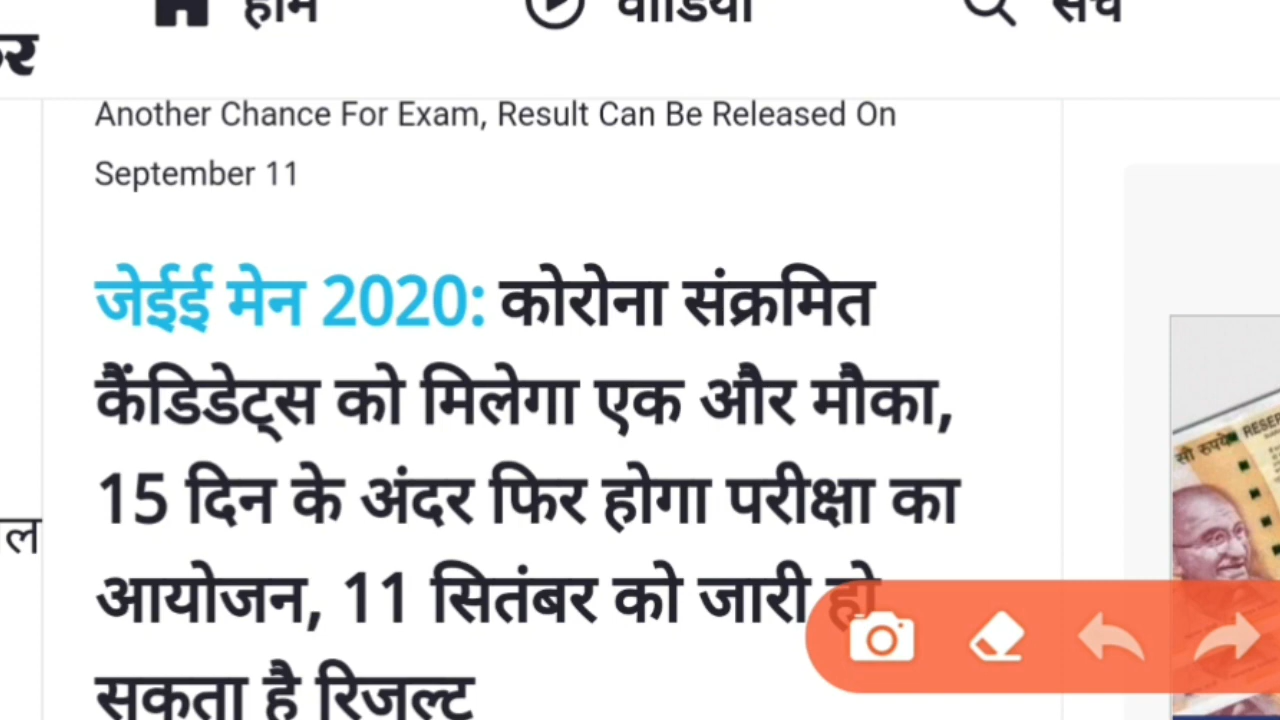 होम वीडियो सर्च
Another Chance For Exam, Result Can Be Released On
September 11
जेईई मेन 2020: कोरोना संक्रमित
कैंडिडेट्स को मिलेगा एक और मौका,
15 दिन के अंदर फिर होगा परीक्षा का
आयोजन, 11 सितंबर को जारी हो
सकता है रिजल्ट
सौ रुपये